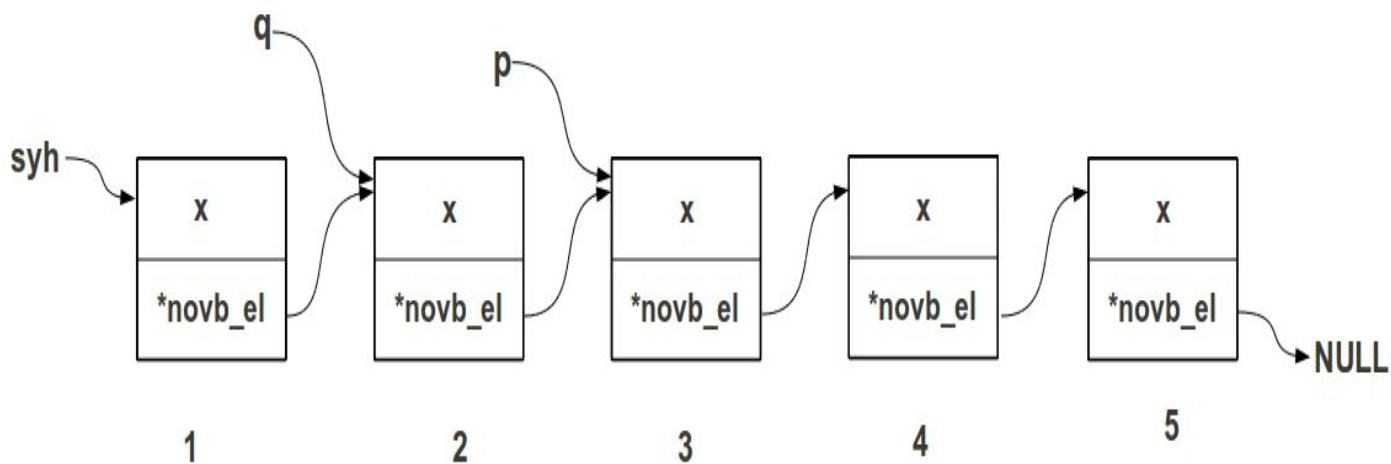 q
p
syh
x x x x x
*novb_el *novb_el *novb_el *novb_el *novb_el
NULL
1 2 3 4 5